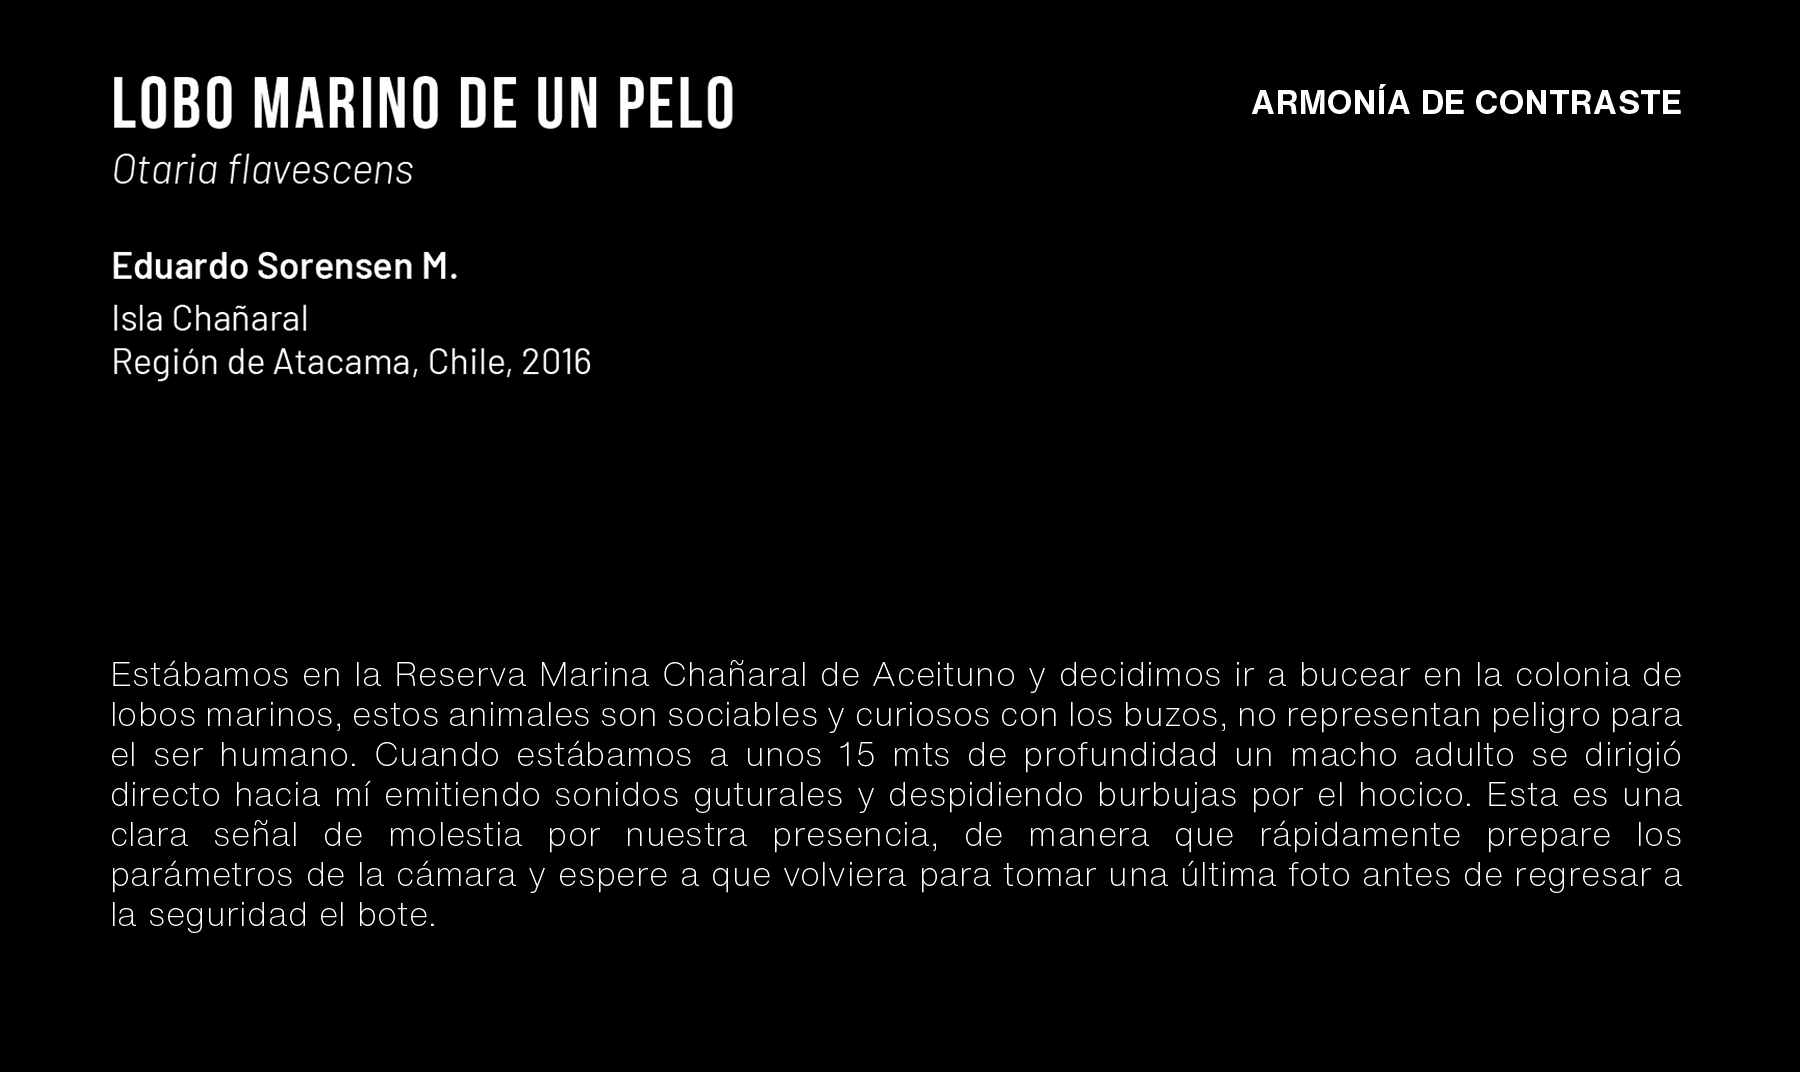 LOBO MARINO DE UN PELO
ARMONÍA DE CONTRASTE
Otaria flavescens
Eduardo Sorensen M.
Isla Chañaral
Región de Atacama, Chile, 2016
Estábamos en la Reserva Marina Chañaral de Aceituno y decidimos ir a bucear en la colonia de
lobos marinos, estos animales son sociables y curiosos con los buzos, no representan peligro para
el ser humano. Cuando estábamos a unos 15 mts de profundidad un macho adulto se dirigió
directo hacia mí emitiendo sonidos guturales y despidiendo burbujas por el hocico. Esta es una
clara señal de molestia por nuestra presencia, de manera que rápidamente prepare los
parámetros de la cámara y espere a que volviera para tomar una última foto antes de regresar a
la seguridad el bote.